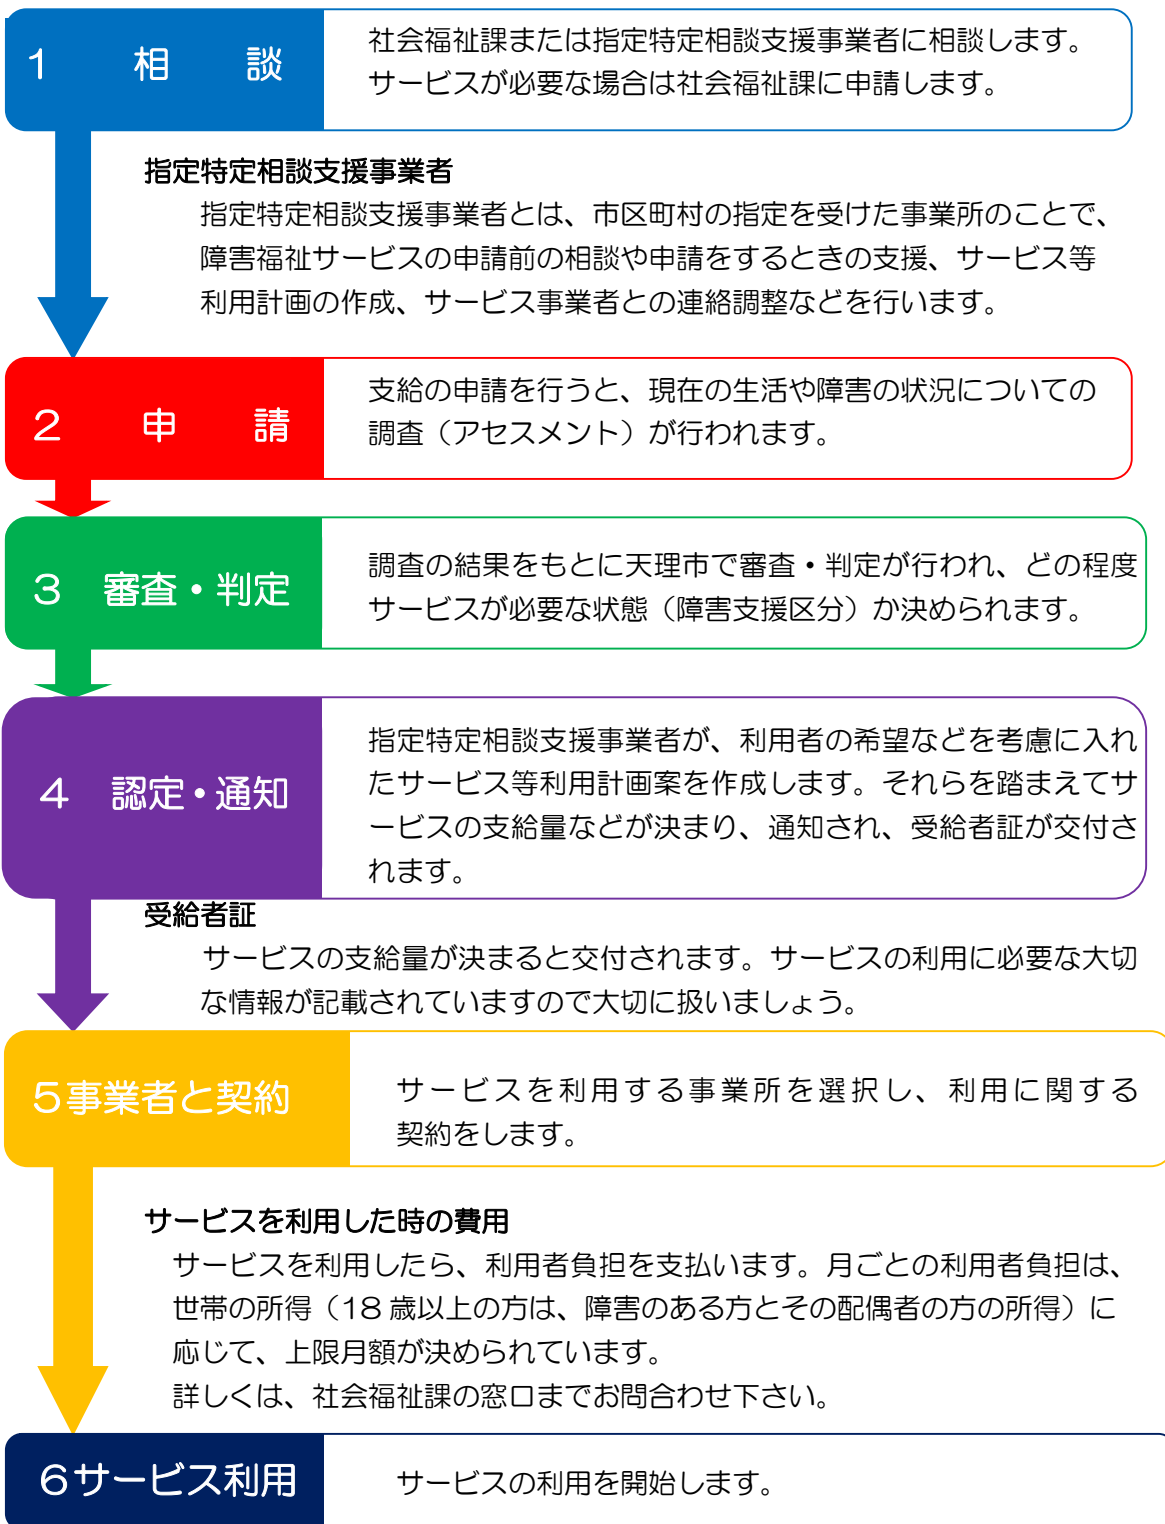 １　相　談
社会福祉課または指定特定相談支援事業者に相談します。
サービスが必要な場合は社会福祉課に申請します。
指定特定相談支援事業者
指定特定相談支援事業者とは、市区町村の指定を受けた事業所のことで、
障害福祉サービスの申請前の相談や申請をするときの支援、サービス等
利用計画の作成、サービス事業者との連絡調整などを行います。
２　申　請
支給の申請を行うと、現在の生活や障害の状況についての
調査（アセスメント）が行われます。
３　審査・判定
調査の結果をもとに天理市で審査・判定が行われ、どの程度
サービスが必要な状態（障害支援区分）か決められます。
４　認定・通知
指定特定相談支援事業者が、利用者の希望などを考慮に入れ
たサービス等利用計画案を作成します。それらを踏まえてサ
ービスの支給量などが決まり、通知され、受給者証が交付さ
れます。
受給者証
サービスの支給量が決まると交付されます。サービスの利用に必要な大切
な情報が記載されていますので大切に扱いましょう。
５事業者と契約
サービスを利用する事業所を選択し、利用に関する
契約をします。
サービスを利用した時の費用
サービスを利用したら、利用者負担を支払います。月ごとの利用者負担は、
世帯の所得（18 歳以上の方は、障害のある方とその配偶者の方の所得）に
応じて、上限月額が決められています。
詳しくは、社会福祉課の窓口までお問合わせ下さい。
６サービス利用
サービスの利用を開始します。